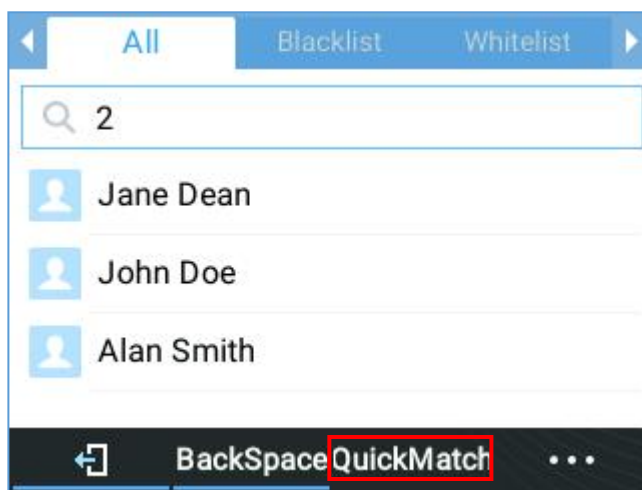 All Blacklist Whitelist
2
Jane Dean
John Doe
Alan Smith
BackSpace QuickMatch ...